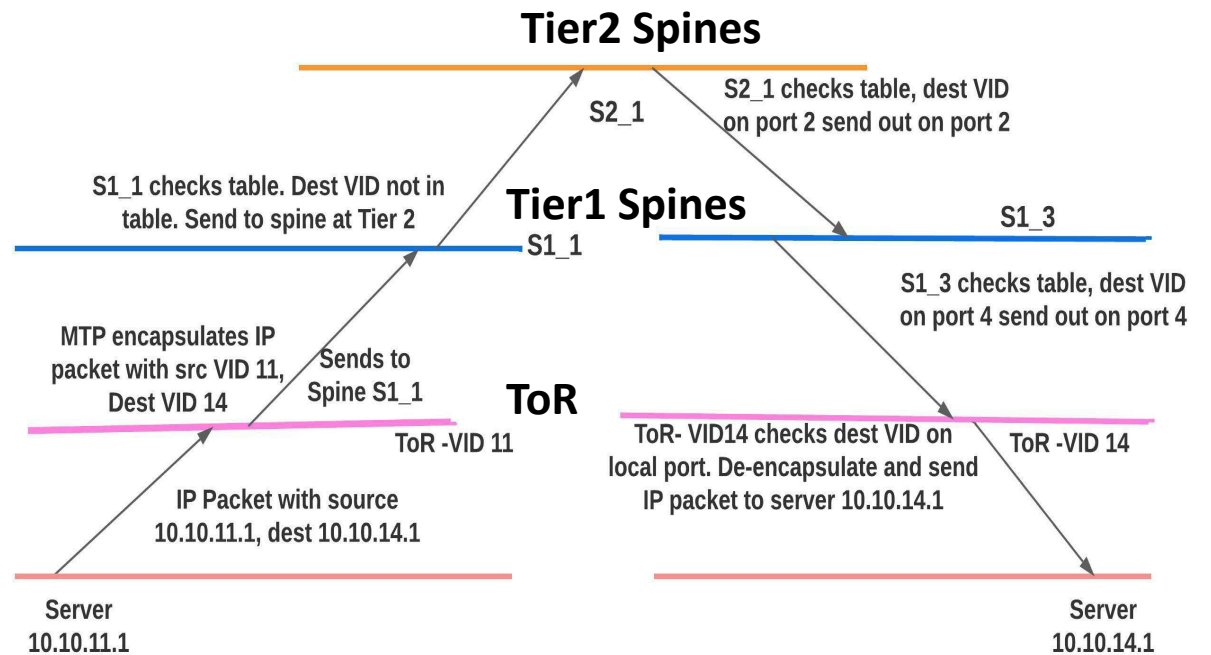 Tier2 Spines
S2_1
S2_1 checks table, dest VID
on port 2 send out on port 2
S1_1 checks table. Dest VID not in
table. Send to spine at Tier 2
Tier1 Spines
S1_1
S1_3
S1_3 checks table, dest VID
on port 4 send out on port 4
MTP encapsulates IP
packet with src VID 11,
Dest VID 14
Sends to
Spine S1_1
ToR
ToR -VID 11
ToR- VID14 checks dest VID on
local port. De-encapsulate and send
IP packet to server 10.10.14.1
ToR -VID 14
IP Packet with source
10.10.11.1, dest 10.10.14.1
Server
10.10.11.1
Server
10.10.14.1